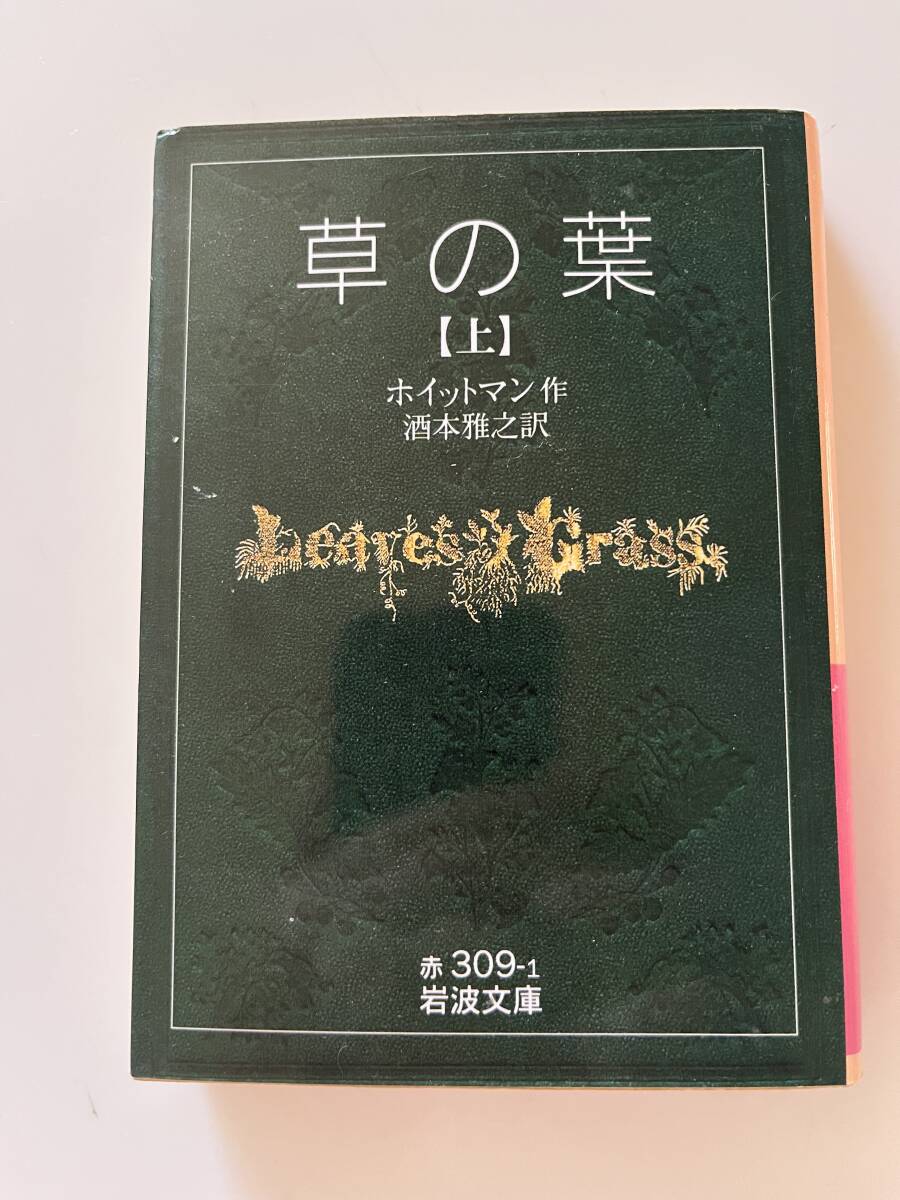 草の葉
【上】
ホイットマン作
酒本雅之訳
Leaves of Grass.
赤 309-1
岩波文庫